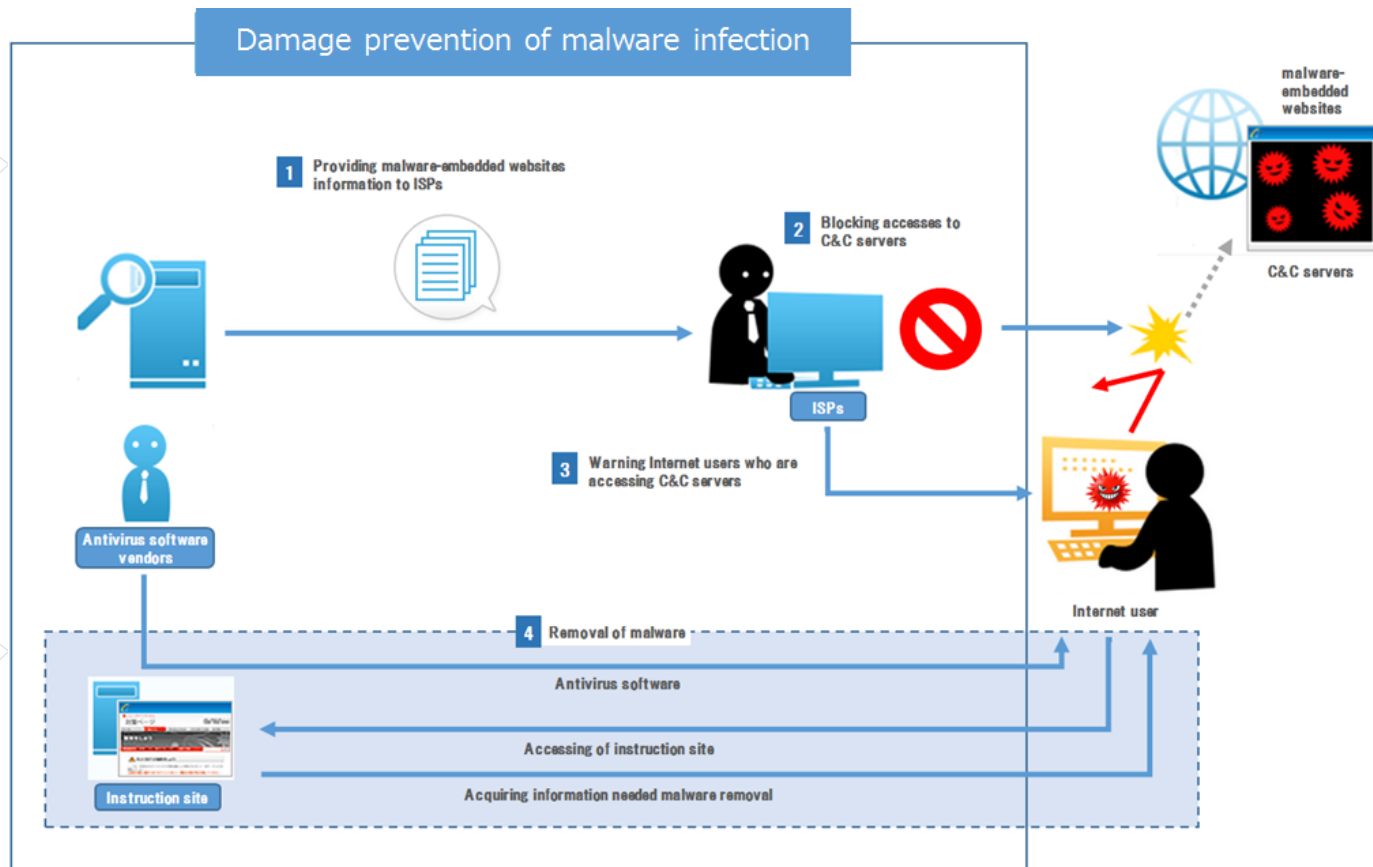 Damage prevention of malware infection
malware-
embedded
websites
1 Providing malware-embedded websites
information to ISPs
2 Blocking accesses to
C&C servers
C&C servers
ISPs
3 Warning Internet users who are
accessing C&C servers
Antivirus software
vendors
Internet user
4 Removal of malware
Antivirus software
Accessing of instruction site
Acquiring information needed malware removal
Instruction site